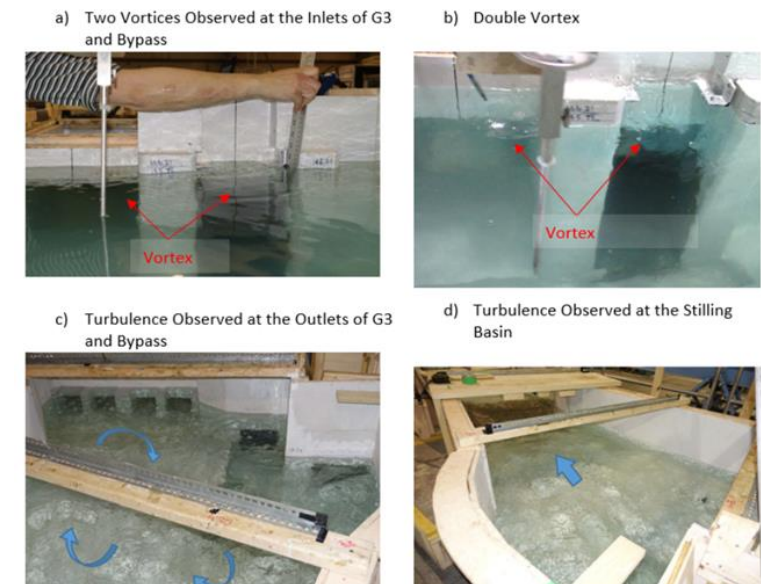 a) Two Vortices Observed at the Inlets of G3
and Bypass
b) Double Vortex
Vortex
Vortex
c) Turbulence Observed at the Outlets of G3
and Bypass
d) Turbulence Observed at the Stilling
Basin